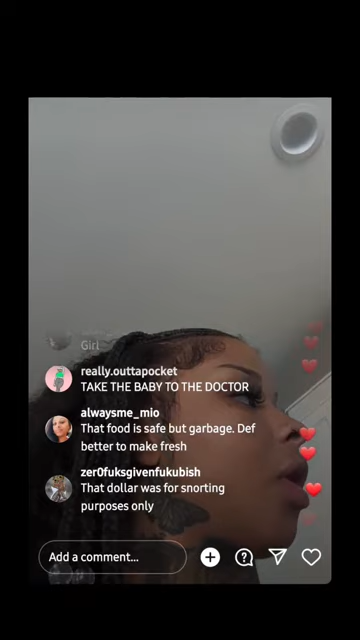 Girl
really.outtapocket
TAKE THE BABY TO THE DOCTOR
alwaysme_mio
That food is safe but garbage. Def
better to make fresh
zer0fuksgivenfukubish
That dollar was for snorting
purposes only
Add a comment...